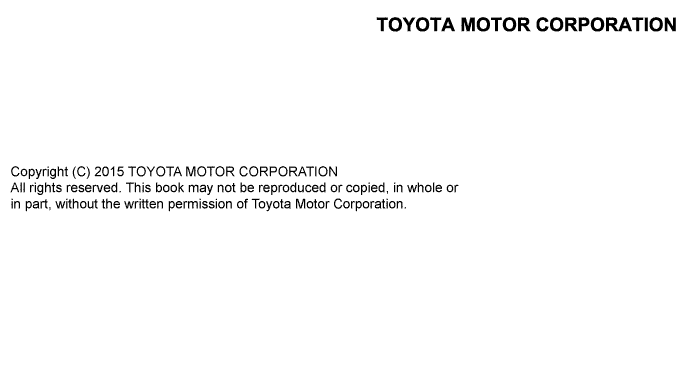 TOYOTA MOTOR CORPORATION
Copyright (C) 2015 TOYOTA MOTOR CORPORATION
All rights reserved. This book may not be reproduced or copied, in whole or
in part, without the written permission of Toyota Motor Corporation.